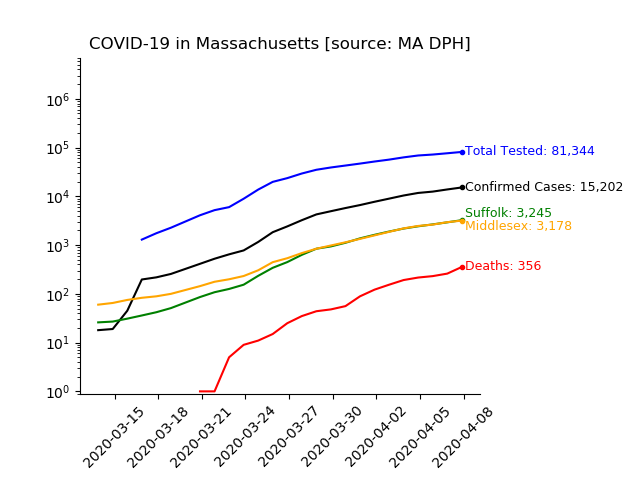 COVID-19 in Massachusetts [source: MA DPH]
10^6
10^5
10^4
10^3
10^2
10^1
10^0
Total Tested: 81,344
Confirmed Cases: 15,202
Suffolk: 3,245
Middlesex: 3,178
Deaths: 356
2020-03-15
2020-03-18
2020-03-21
2020-03-24
2020-03-27
2020-03-30
2020-04-02
2020-04-05
2020-04-08